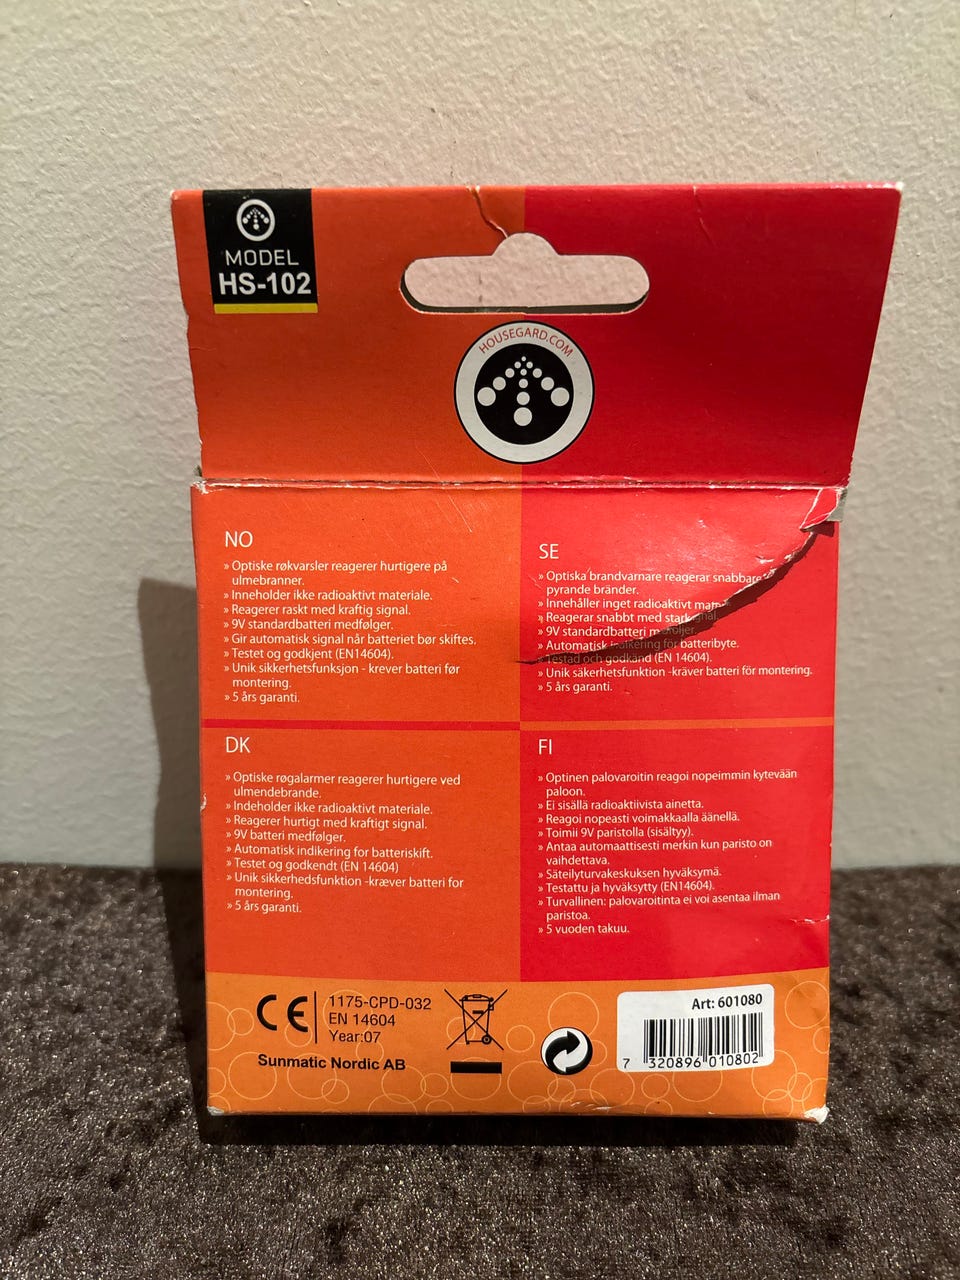 MODEL
HS-102
HOUSEGARD.COM
NO
» Optiske røkvarsler reagerer hurtigere på
ulmebranner.
» Inneholder ikke radioaktivt materiale.
» Reagerer raskt med kraftig signal.
» 9V standardbatteri medfølger.
» Gir automatisk signal når batteriet bør skiftes.
» Testet og godkjent (EN14604).
» Unik sikkerhetsfunksjon - krever batteri før
montering.
» 5 års garanti.
SE
» Optiska brandvarnare reagerar snabbare
pyrande bränder.
» Innehåller inget radioaktivt
» Reagerar snabbt med stark signal.
» 9V standardbatteri medföljer.
» Automatisk indikering för batteribyte.
» Testad och godkänd (EN 14604).
» Unik säkerhetsfunktion -kräver batteri för montering.
» 5 års garanti.
DK
» Optiske røgalarmer reagerer hurtigere ved
ulmendebrande.
» Indeholder ikke radioaktivt materiale.
» Reagerer hurtigt med kraftigt signal.
» 9V batteri medfølger.
» Automatisk indikering for batteriskift.
» Testet og godkendt (EN 14604)
» Unik sikkerhedsfunktion -kræver batteri for
montering.
» 5 års garanti.
FI
» Optinen palovaroitin reagoi nopeimmin kytevään
paloon.
» Ei sisällä radioaktiivista ainetta.
» Reagoi nopeasti voimakkaalla äänellä.
» Toimii 9V paristolla (sisältyy).
» Antaa automaattisesti merkin kun paristo on
vaihdettava.
» Säteilyturvakeskuksen hyväksymä.
» Testattu ja hyväksytty (EN14604).
» Turvallinen: palovaroitinta ei voi asentaa ilman
paristoa.
» 5 vuoden takuu.
CE
1175-CPD-032
EN 14604
Year:07
Sunmatic Nordic AB
Art: 601080
7 320896 010802